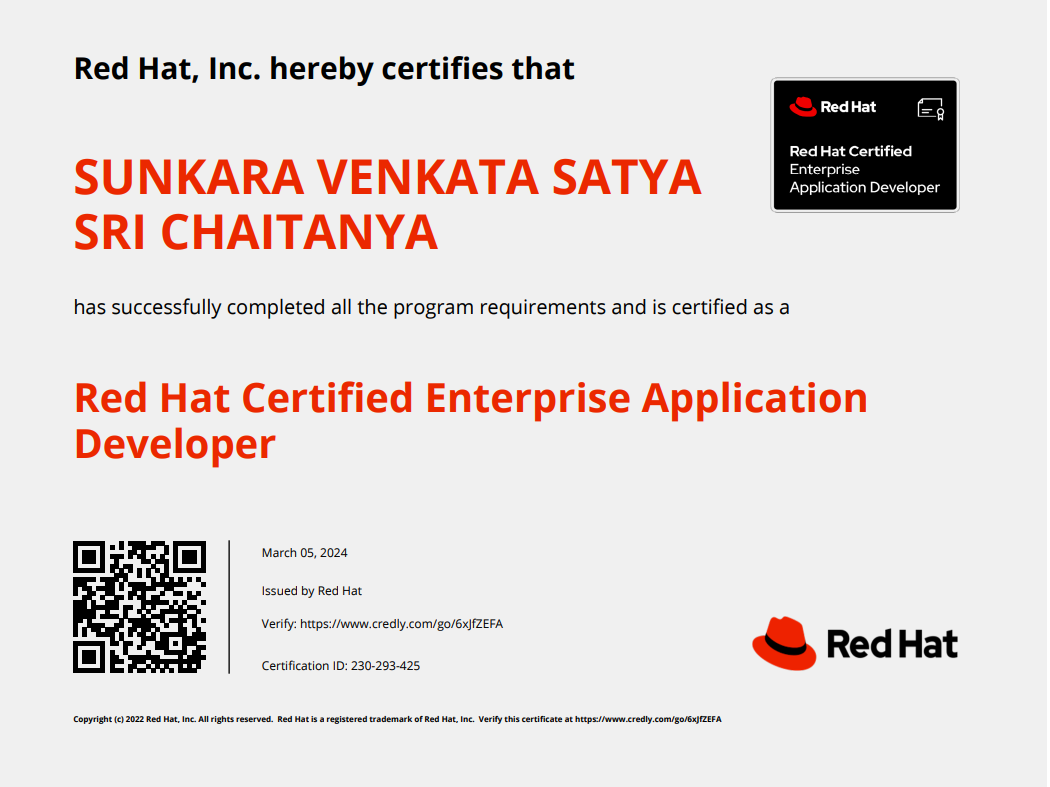 Red Hat, Inc. hereby certifies that
Red Hat
Red Hat Certified
Enterprise
Application Developer
SUNKARA VENKATA SATYA
SRI CHAITANYA
has successfully completed all the program requirements and is certified as a
Red Hat Certified Enterprise Application
Developer
March 05, 2024
Issued by Red Hat
Verify: https://www.credly.com/go/6xJfZEFA
Certification ID: 230-293-425
Red Hat
Copyright (c) 2022 Red Hat, Inc. All rights reserved. Red Hat is a registered trademark of Red Hat, Inc. Verify this certificate at https://www.credly.com/go/6xJfZEFA